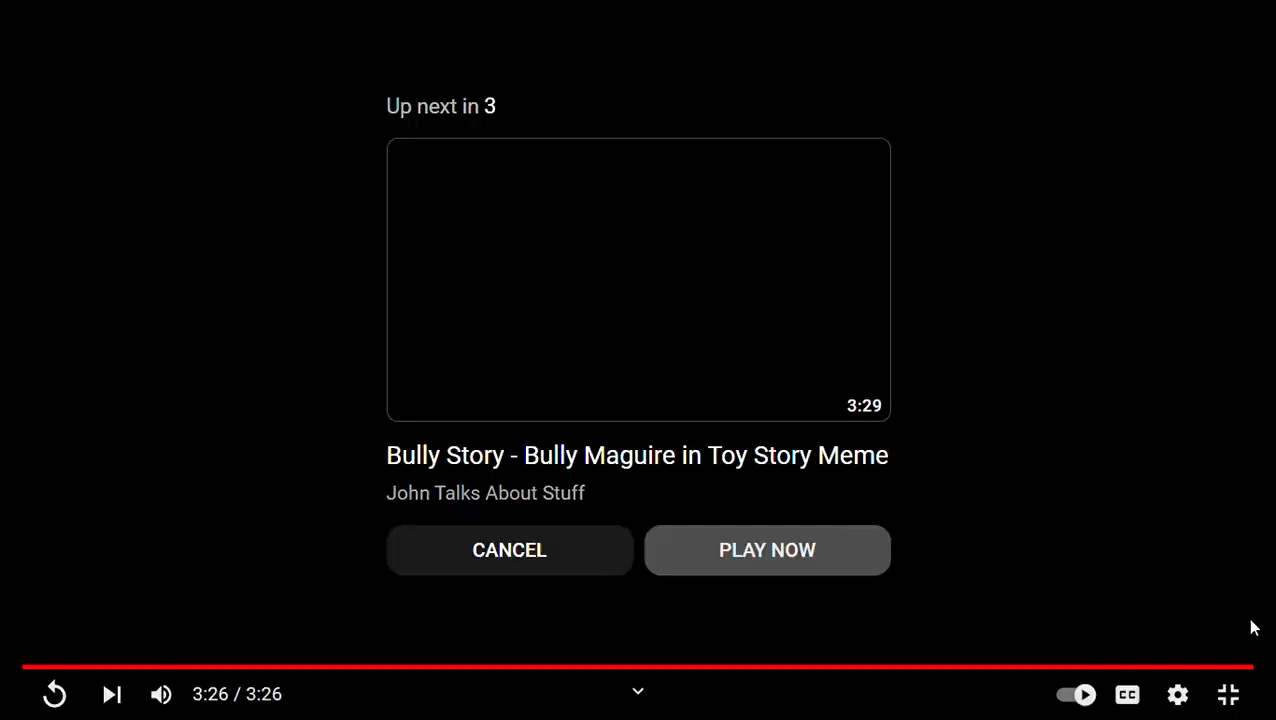 Up next in 3
3:29
Bully Story - Bully Maguire in Toy Story Meme
John Talks About Stuff
CANCEL PLAY NOW
3:26 / 3:26
CC